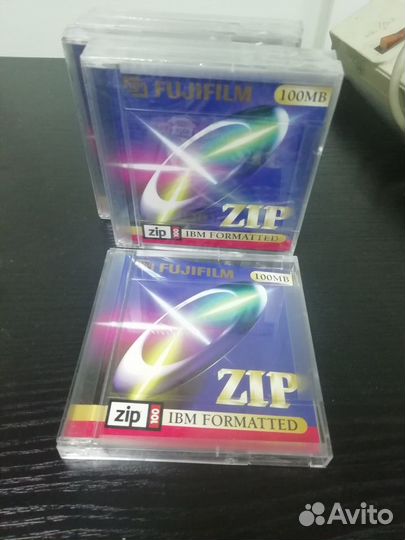 FUJIFILM
100MB
ZIP
zip 100 IBM FORMATTED
FUJIFILM
100MB
ZIP
zip 100 IBM FORMATTED
Avito